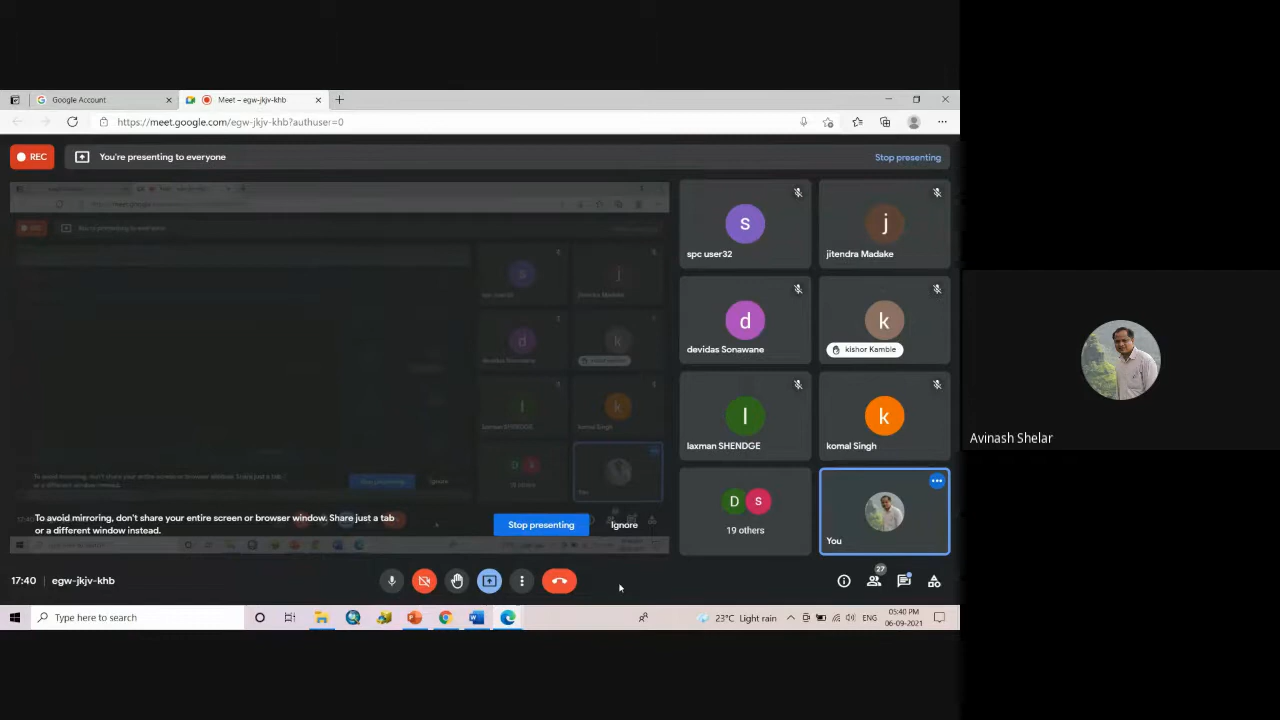 Google Account
Meet – egw-jkjv-khb
https://meet.google.com/egw-jkjv-khb?authuser=0
REC
You're presenting to everyone
Stop presenting
s
spc user32
j
jitendra Madake
d
devidas Sonawane
k
kishor Kamble
l
laxman SHENDGE
k
komal Singh
D
s
19 others
You
Avinash Shelar
To avoid mirroring, don't share your entire screen or browser window. Share just a tab
or a different window instead.
Stop presenting
Ignore
17:40 | egw-jkjv-khb
27
Type here to search
23°C Light rain
ENG
05:40 PM
06-09-2021